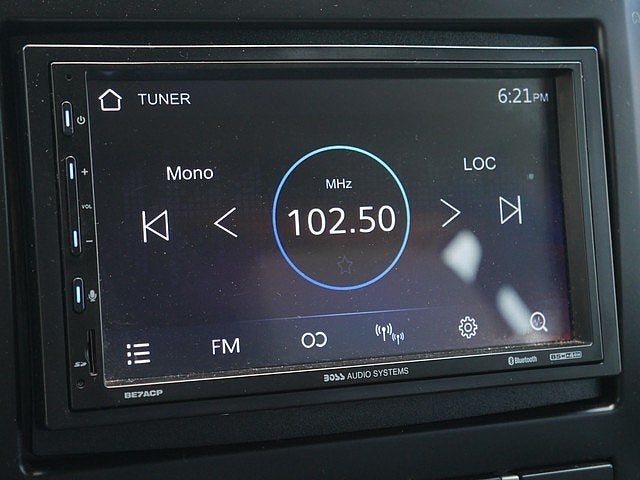 TUNER
6:21PM
Mono
LOC
MHz
102.50
+
VOL
-
FM
SD
Bluetooth
BOSS AUDIO SYSTEMS
BE7ACP